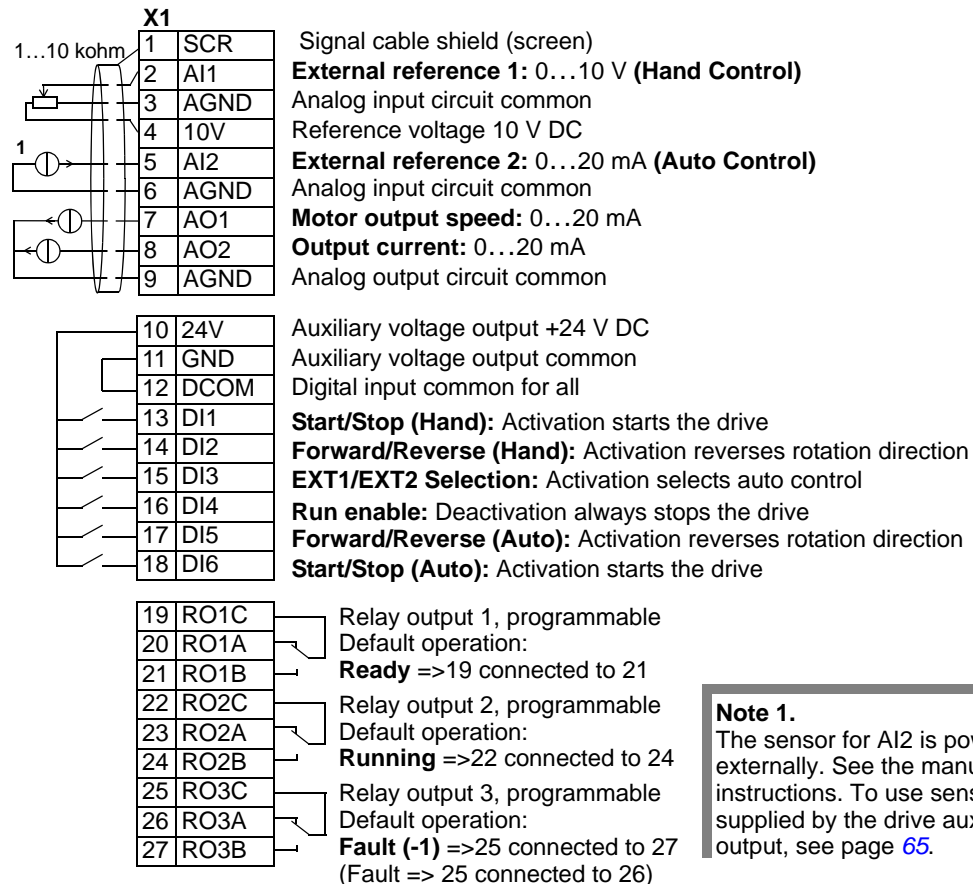 X1
1…10 kohm
1 SCR Signal cable shield (screen)
2 AI1 External reference 1: 0…10 V (Hand Control)
3 AGND Analog input circuit common
4 10V Reference voltage 10 V DC
1
5 AI2 External reference 2: 0…20 mA (Auto Control)
6 AGND Analog input circuit common
7 AO1 Motor output speed: 0…20 mA
8 AO2 Output current: 0…20 mA
9 AGND Analog output circuit common
10 24V Auxiliary voltage output +24 V DC
11 GND Auxiliary voltage output common
12 DCOM Digital input common for all
13 DI1 Start/Stop (Hand): Activation starts the drive
14 DI2 Forward/Reverse (Hand): Activation reverses rotation direction
15 DI3 EXT1/EXT2 Selection: Activation selects auto control
16 DI4 Run enable: Deactivation always stops the drive
17 DI5 Forward/Reverse (Auto): Activation reverses rotation direction
18 DI6 Start/Stop (Auto): Activation starts the drive
19 RO1C Relay output 1, programmable
20 RO1A Default operation:
21 RO1B Ready =>19 connected to 21
22 RO2C Relay output 2, programmable
23 RO2A Default operation:
24 RO2B Running =>22 connected to 24
25 RO3C Relay output 3, programmable
26 RO3A Default operation:
27 RO3B Fault (-1) =>25 connected to 27
(Fault => 25 connected to 26)
Note 1.
The sensor for AI2 is
externally. See the
instructions. To use
supplied by the drive
output, see page 65.